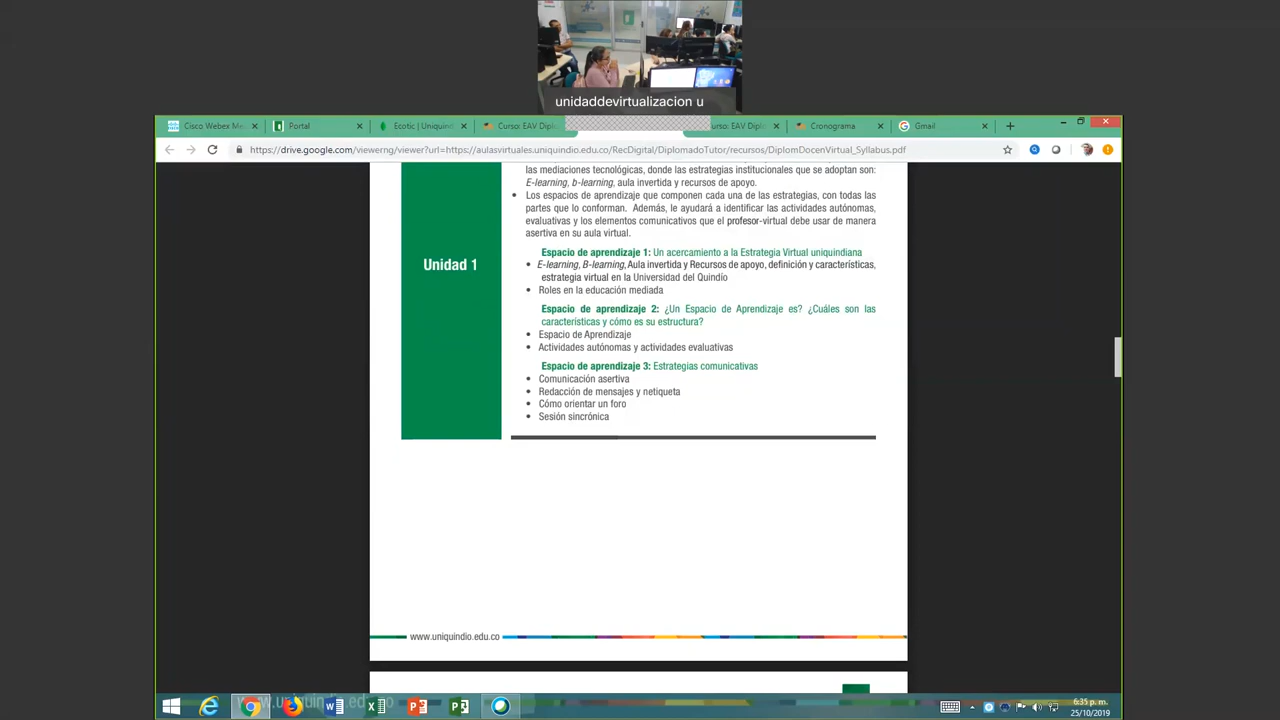 unidaddevirtualizacion u
Cisco Webex Me
Portal
Ecotic | Uniquind
Curso: EAV Diplo
urso: EAV Diplo
Cronograma
Gmail
https://drive.google.com/viewerng/viewer?url=https://aulasvirtuales.uniquindio.edu.co/RecDigital/DiplomadoTutor/recursos/DiplomDocenVirtual_Syllabus.pdf
las mediaciones tecnológicas, donde las estrategias institucionales que se adoptan son:
E-learning, b-learning, aula invertida y recursos de apoyo.
• Los espacios de aprendizaje que componen cada una de las estrategias, con todas las
partes que lo conforman. Además, le ayudará a identificar las actividades autónomas,
evaluativas y los elementos comunicativos que el profesor-virtual debe usar de manera
asertiva en su aula virtual.
Unidad 1
Espacio de aprendizaje 1: Un acercamiento a la Estrategia Virtual uniquindiana
• E-learning, B-learning, Aula invertida y Recursos de apoyo, definición y características,
estrategia virtual en la Universidad del Quindío
• Roles en la educación mediada
Espacio de aprendizaje 2: ¿Un Espacio de Aprendizaje es? ¿Cuáles son las
características y cómo es su estructura?
• Espacio de Aprendizaje
• Actividades autónomas y actividades evaluativas
Espacio de aprendizaje 3: Estrategias comunicativas
• Comunicación asertiva
• Redacción de mensajes y netiqueta
• Cómo orientar un foro
• Sesión sincrónica
www.uniquindio.edu.co
www.uniquindio.edu.co
6:35 p. m.
25/10/2019